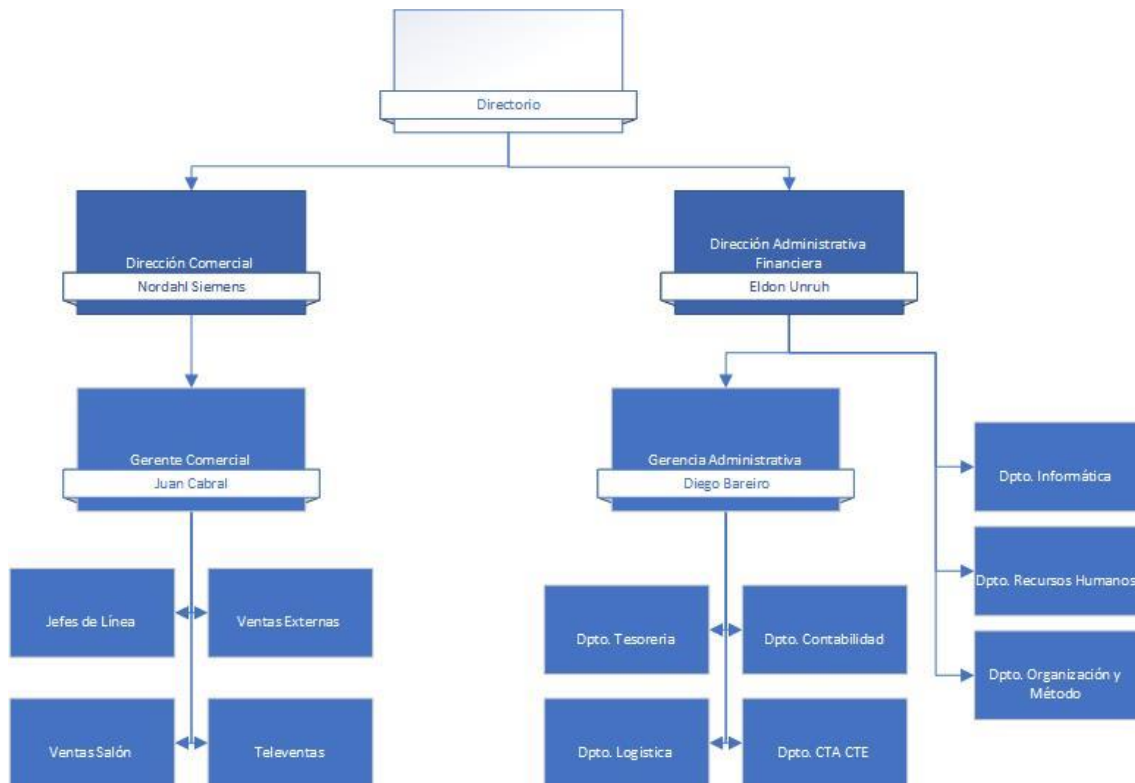 Directorio
Dirección Comercial
Nordahl Siemens
Dirección Administrativa
Financiera
Eldon Unruh
Gerente Comercial
Juan Cabral
Gerencia Administrativa
Diego Bareiro
Dpto. Informática
Dpto. Recursos Humanos
Dpto. Organización y
Método
Jefes de Línea
Ventas Externas
Dpto. Tesoreria
Dpto. Contabilidad
Ventas Salón
Televentas
Dpto. Logistica
Dpto. CTA CTE